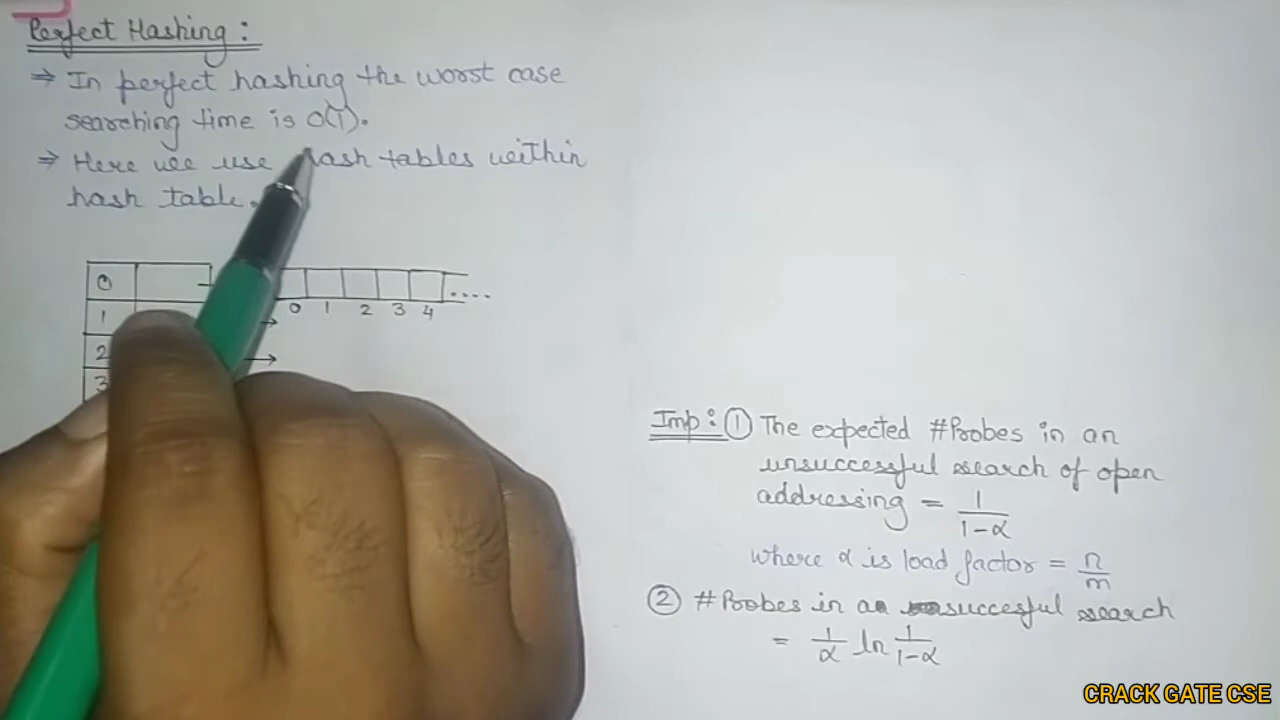 Perfect Hashing :
⇒ In perfect hashing the worst case
searching time is O(1).
⇒ Here we use hash tables within
hash table.
0
0 1 2 3 4
1
2
3
Imp : ① The expected #Probes in an
unsuccessful search of open
addressing = 1/(1-α)
where α is load factor = n/m
② #Probes in a successful search
= 1/α ln 1/(1-α)
CRACK GATE CSE